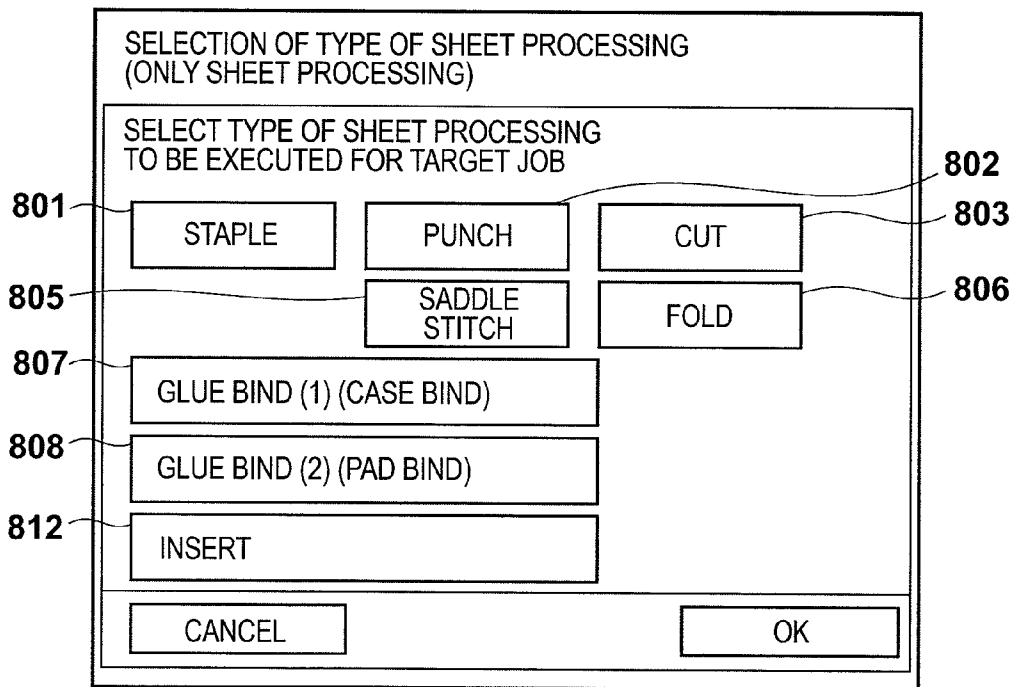 SELECTION OF TYPE OF SHEET PROCESSING
(ONLY SHEET PROCESSING)
SELECT TYPE OF SHEET PROCESSING
TO BE EXECUTED FOR TARGET JOB
801
STAPLE
802
PUNCH
803
CUT
805
SADDLE
STITCH
806
FOLD
807
GLUE BIND (1) (CASE BIND)
808
GLUE BIND (2) (PAD BIND)
812
INSERT
CANCEL
OK